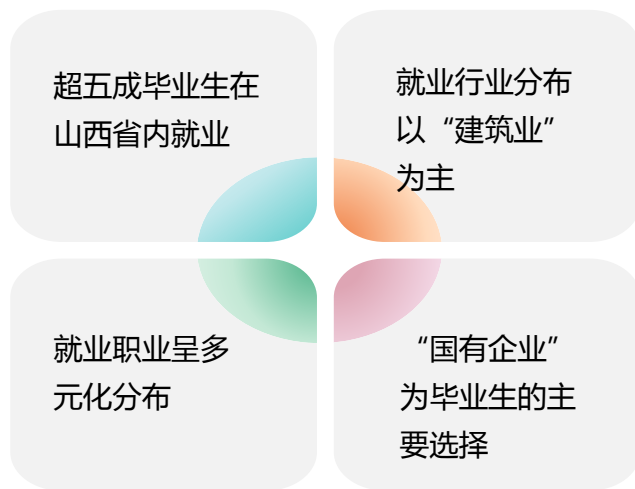 超五成毕业生在
山西省内就业
就业行业分布
以“建筑业”
为主
就业职业呈多
元化分布
“国有企业”
为毕业生的主
要选择